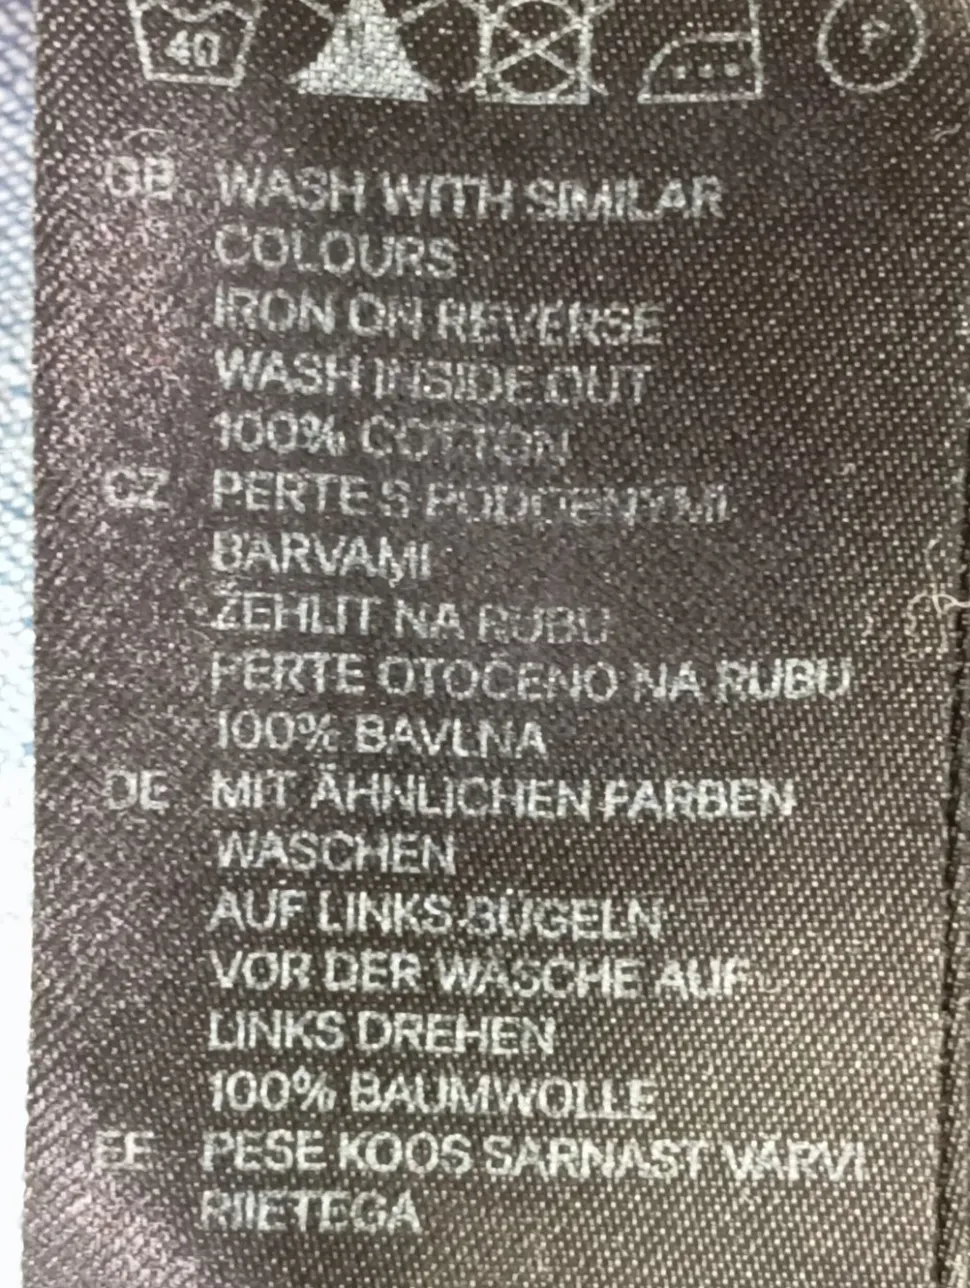 40
P
GB WASH WITH SIMILAR
COLOURS
IRON ON REVERSE
WASH INSIDE OUT
100% COTTON
CZ PERTE S PODOBNÝMI
BARVAMI
ŽEHLIT NA RUBU
PERTE OTOČENO NA RUBU
100% BAVLNA
DE MIT ÄHNLICHEN FARBEN
WASCHEN
AUF LINKS BÜGELN
VOR DER WÄSCHE AUF
LINKS DREHEN
100% BAUMWOLLE
EE PESE KOOS SARNAST VÄRVI
RIIETEGA